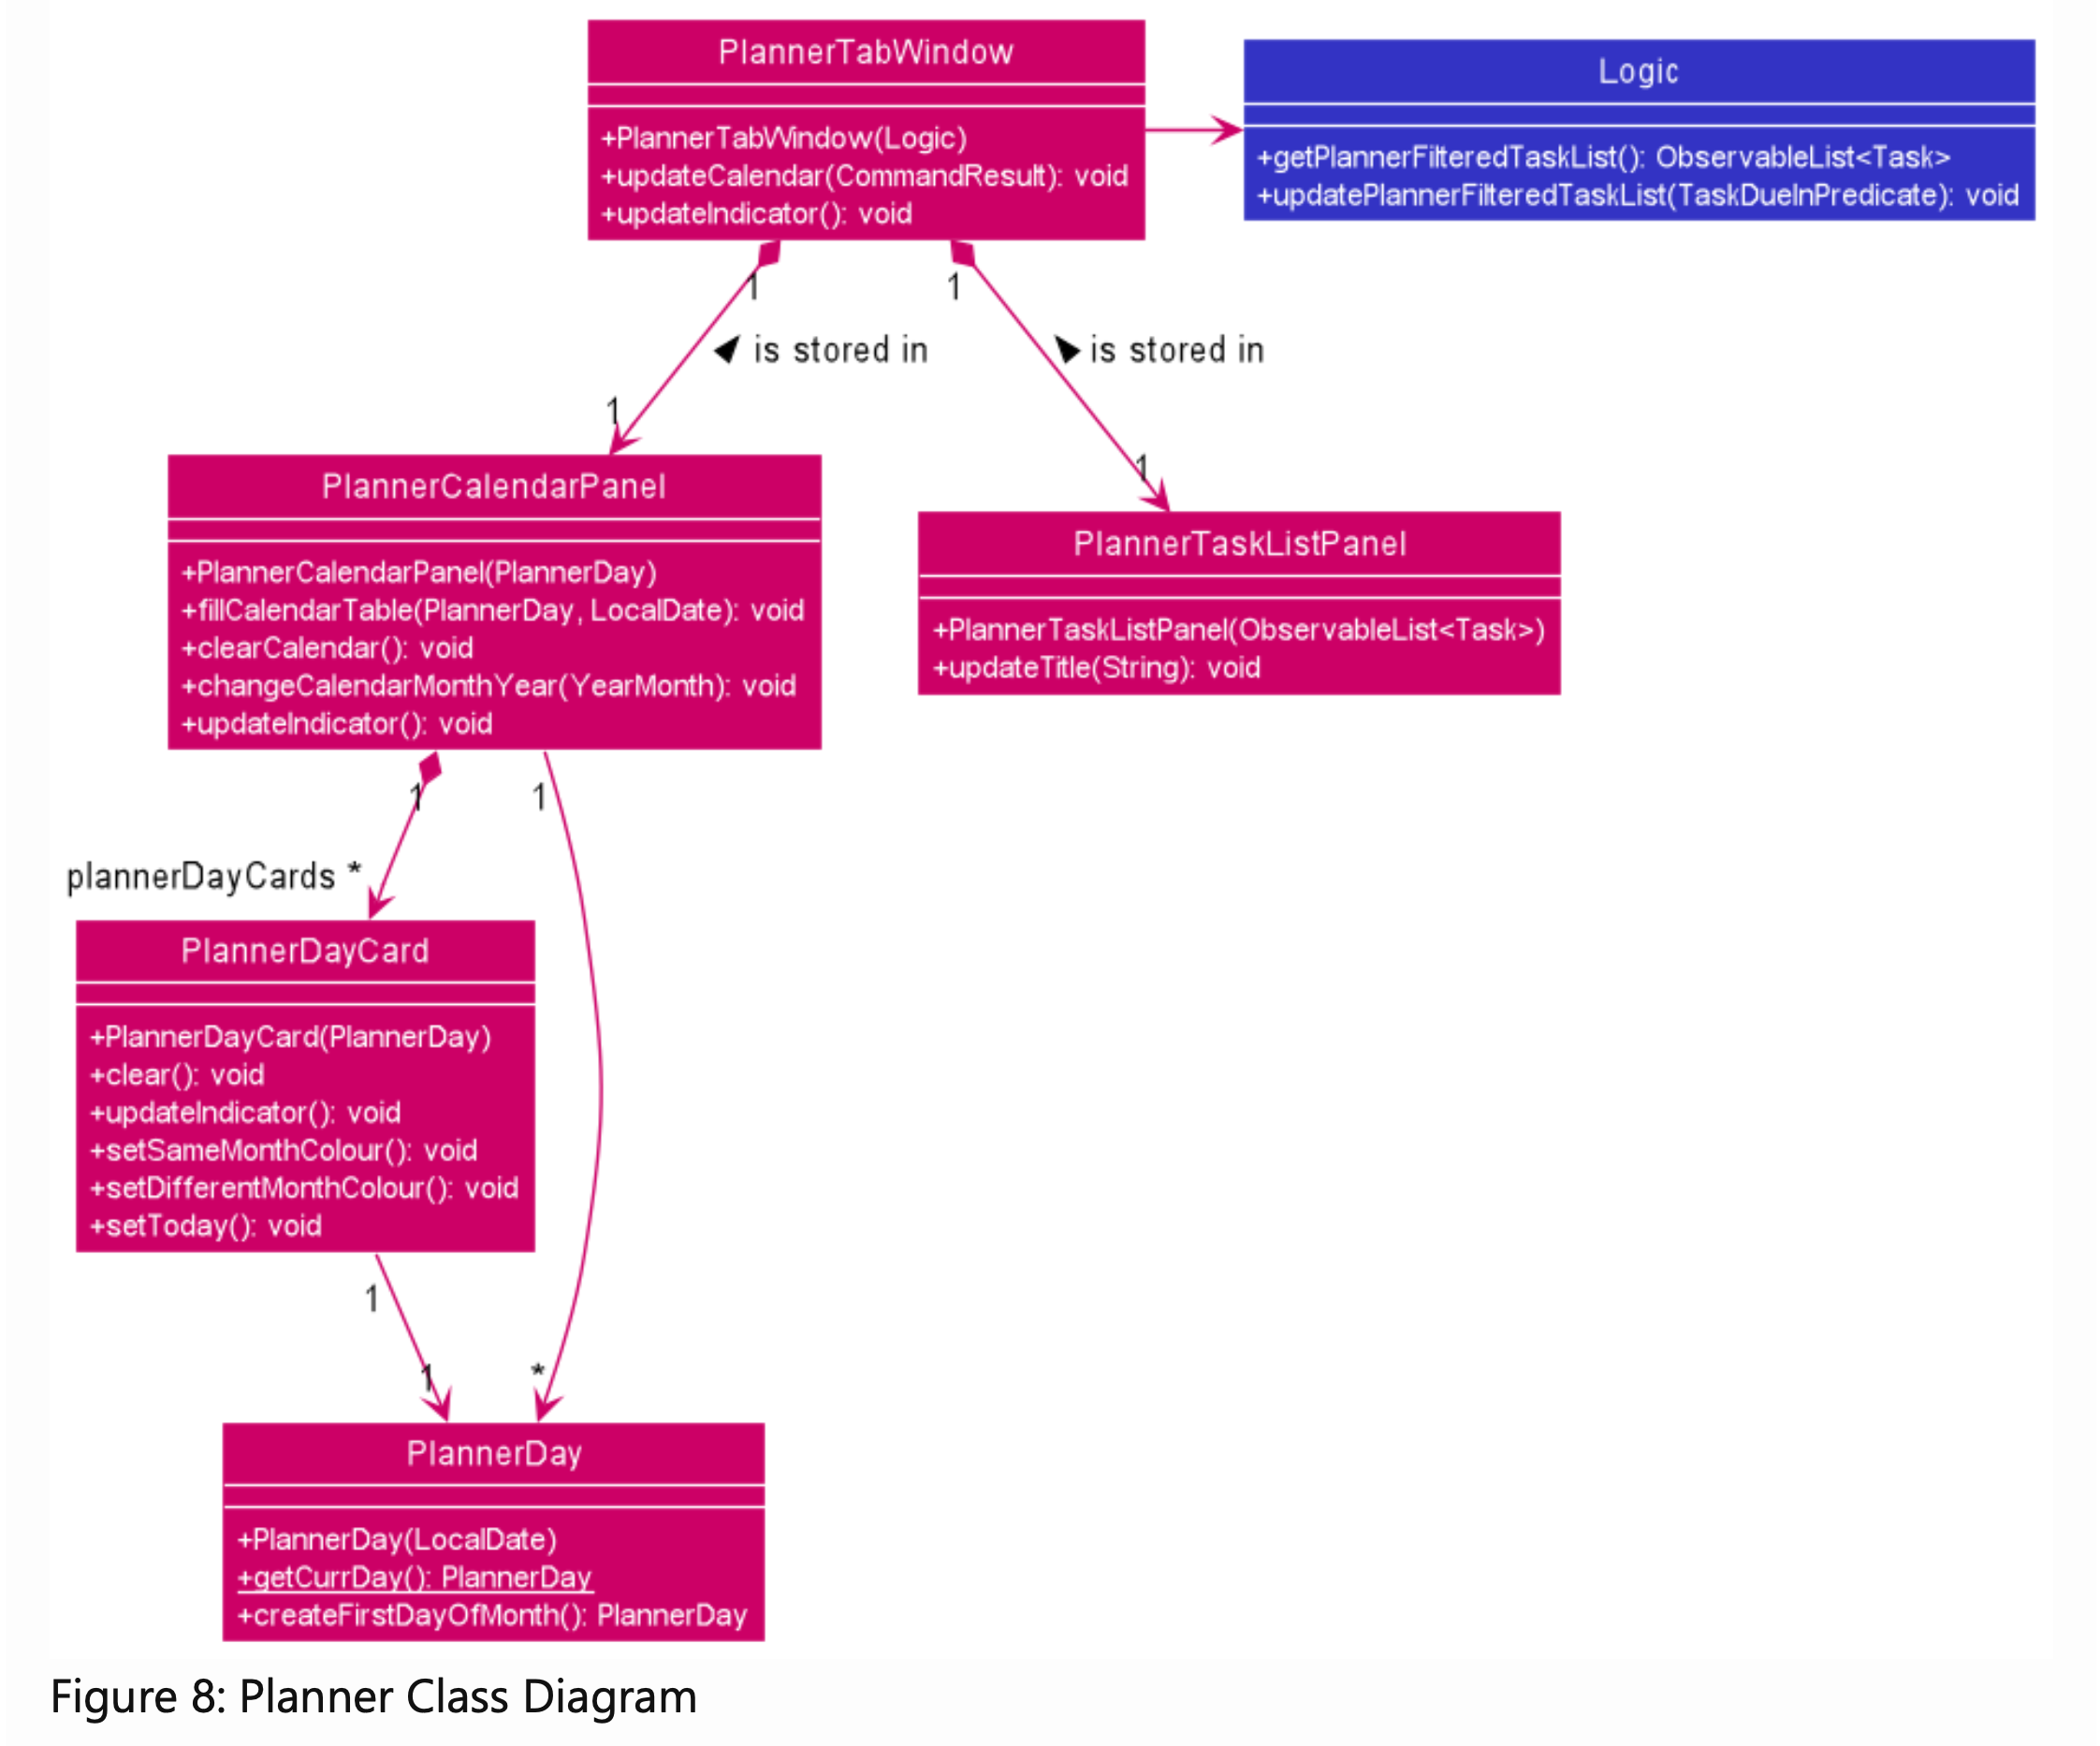 PlannerTabWindow
+PlannerTabWindow(Logic)
+updateCalendar(CommandResult): void
+updateIndicator(): void
Logic
+getPlannerFilteredTaskList(): ObservableList<Task>
+updatePlannerFilteredTaskList(TaskDueInPredicate): void
1
1
◀ is stored in
▶ is stored in
1
1
PlannerCalendarPanel
+PlannerCalendarPanel(PlannerDay)
+fillCalendarTable(PlannerDay, LocalDate): void
+clearCalendar(): void
+changeCalendarMonthYear(YearMonth): void
+updateIndicator(): void
PlannerTaskListPanel
+PlannerTaskListPanel(ObservableList<Task>)
+updateTitle(String): void
1
1
plannerDayCards *
PlannerDayCard
+PlannerDayCard(PlannerDay)
+clear(): void
+updateIndicator(): void
+setSameMonthColour(): void
+setDifferentMonthColour(): void
+setToday(): void
1
1
*
PlannerDay
+PlannerDay(LocalDate)
+getCurrDay(): PlannerDay
+createFirstDayOfMonth(): PlannerDay
Figure 8: Planner Class Diagram